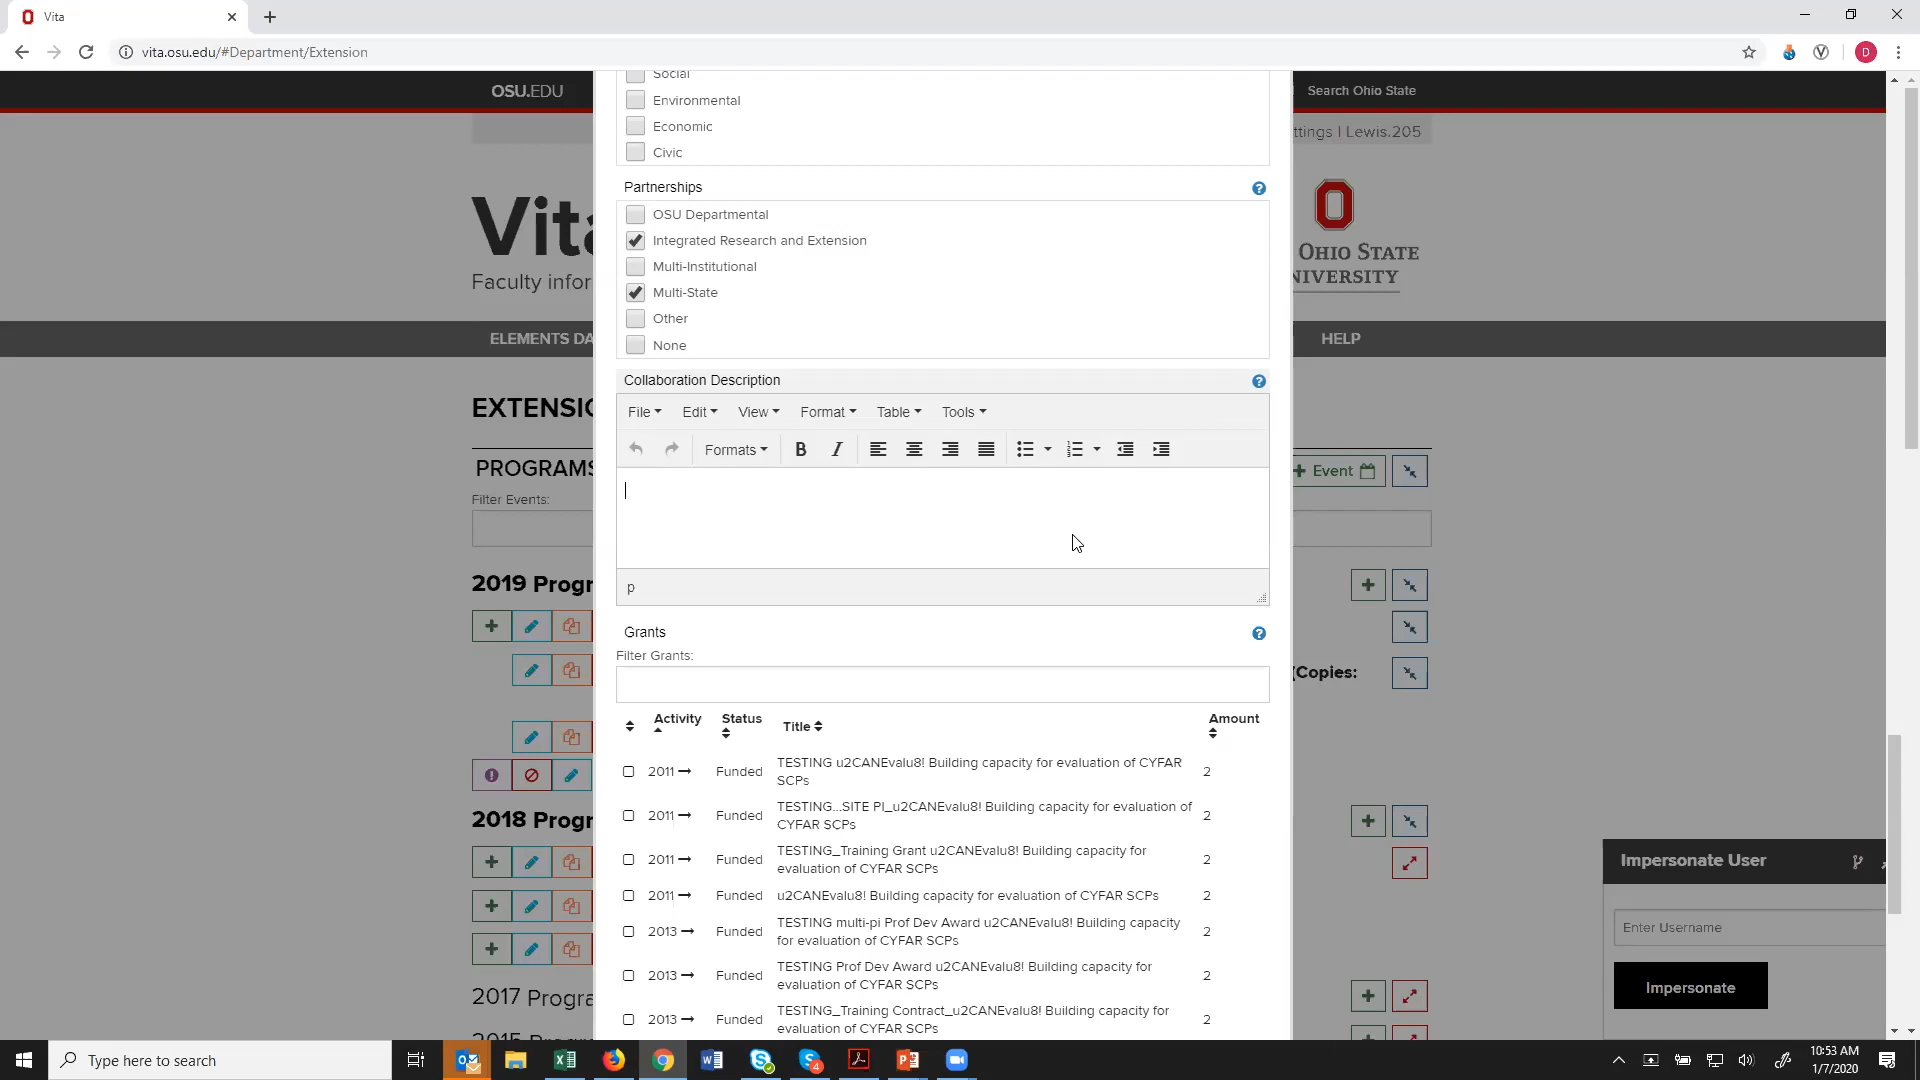 Vita
vita.osu.edu/#Department/Extension
D
OSU.EDU
Search Ohio State
ttings | Lewis.205
Vita
Faculty infor
OHIO STATE
NIVERSITY
ELEMENTS DA
HELP
Social
Environmental
Economic
Civic
Partnerships
OSU Departmental
Integrated Research and Extension
Multi-Institutional
Multi-State
Other
None
Collaboration Description
File Edit View Format Table Tools
Formats B I
p
EXTENSIO
PROGRAMS
+ Event
Filter Events:
2019 Progr
(Copies:
2018 Progr
2017 Progra
2015 Progra
Grants
Filter Grants:
Activity Status Title Amount
2011 → Funded TESTING u2CANEvalu8! Building capacity for evaluation of CYFAR SCPs 2
2011 → Funded TESTING...SITE PI_u2CANEvalu8! Building capacity for evaluation of CYFAR SCPs 2
2011 → Funded TESTING_Training Grant u2CANEvalu8! Building capacity for evaluation of CYFAR SCPs 2
2011 → Funded u2CANEvalu8! Building capacity for evaluation of CYFAR SCPs 2
2013 → Funded TESTING multi-pi Prof Dev Award u2CANEvalu8! Building capacity for evaluation of CYFAR SCPs 2
2013 → Funded TESTING Prof Dev Award u2CANEvalu8! Building capacity for evaluation of CYFAR SCPs 2
2013 → Funded TESTING_Training Contract_u2CANEvalu8! Building capacity for evaluation of CYFAR SCPs 2
Impersonate User
Enter Username
Impersonate
Type here to search
4
10:53 AM
1/7/2020